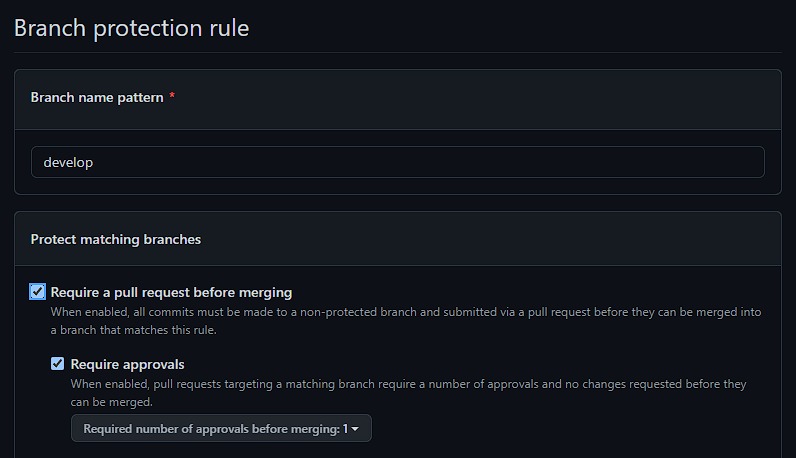 Branch protection rule
Branch name pattern *
develop
Protect matching branches
Require a pull request before merging
When enabled, all commits must be made to a non-protected branch and submitted via a pull request before they can be merged into
a branch that matches this rule.
Require approvals
When enabled, pull requests targeting a matching branch require a number of approvals and no changes requested before they
can be merged.
Required number of approvals before merging: 1